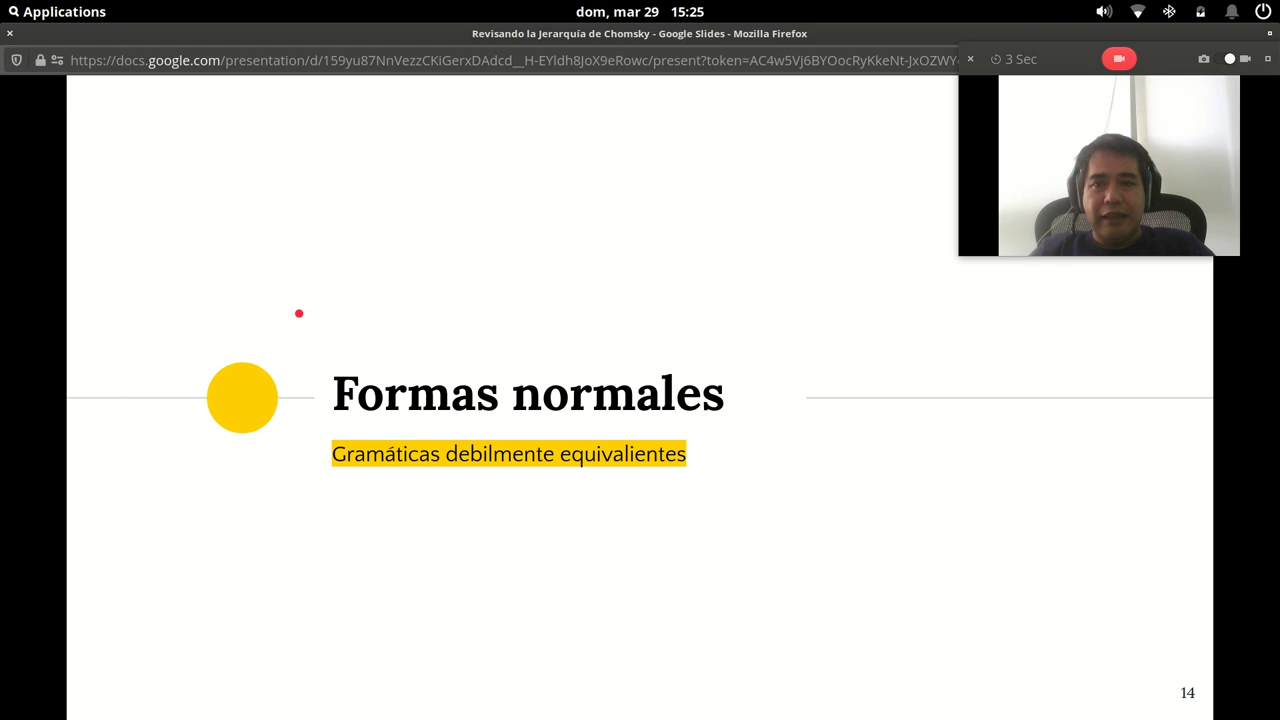 Applications
dom, mar 29 15:25
Revisando la Jerarquía de Chomsky - Google Slides - Mozilla Firefox
https://docs.google.com/presentation/d/159yu87NnVezzCKiGerxDAdcd__H-EYldh8JoX9eRowc/present?token=AC4w5Vj6BYOocRyKkeNt-JxOZWY
3 Sec
Formas normales
Gramáticas debilmente equivalientes
14